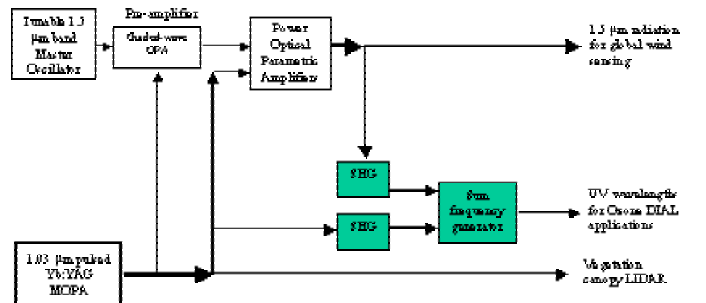 Tunable 1.5
µm band
Master
Oscillator
Pre-amplifier
Guided-wave
OPA
Power
Optical
Parametric
Amplifiers
1.5 µm radiation
for global wind
sensing
SHG
SHG
Sum
frequency
generator
UV wavelengths
for Ozone DIAL
applications
1.03 µm pulsed
Yb:YAG
MOPA
Vegetation
canopy LIDAR